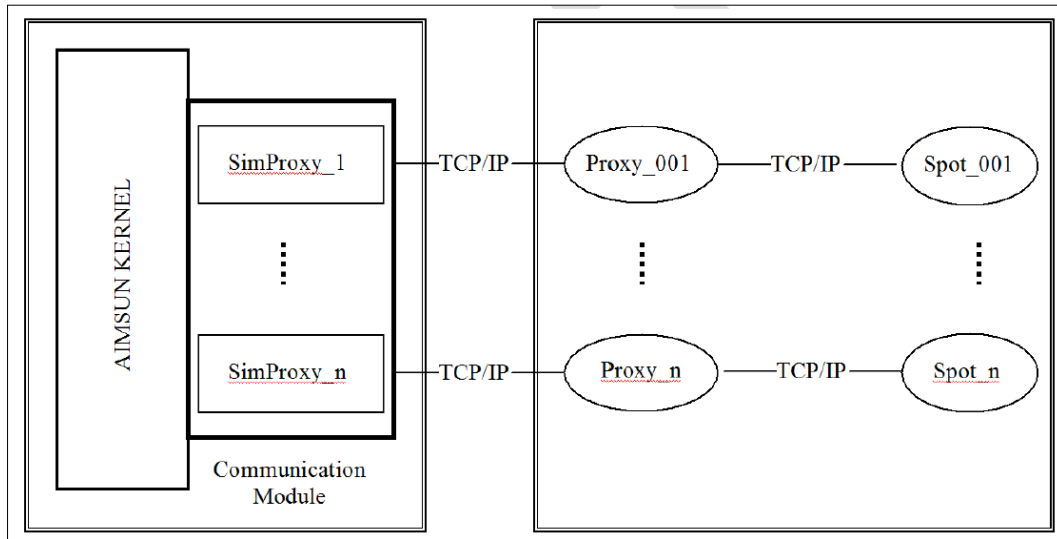 AIMSUN KERNEL
SimProxy_1
TCP/IP
Proxy_001
TCP/IP
Spot_001
SimProxy_n
TCP/IP
Proxy_n
TCP/IP
Spot_n
Communication
Module